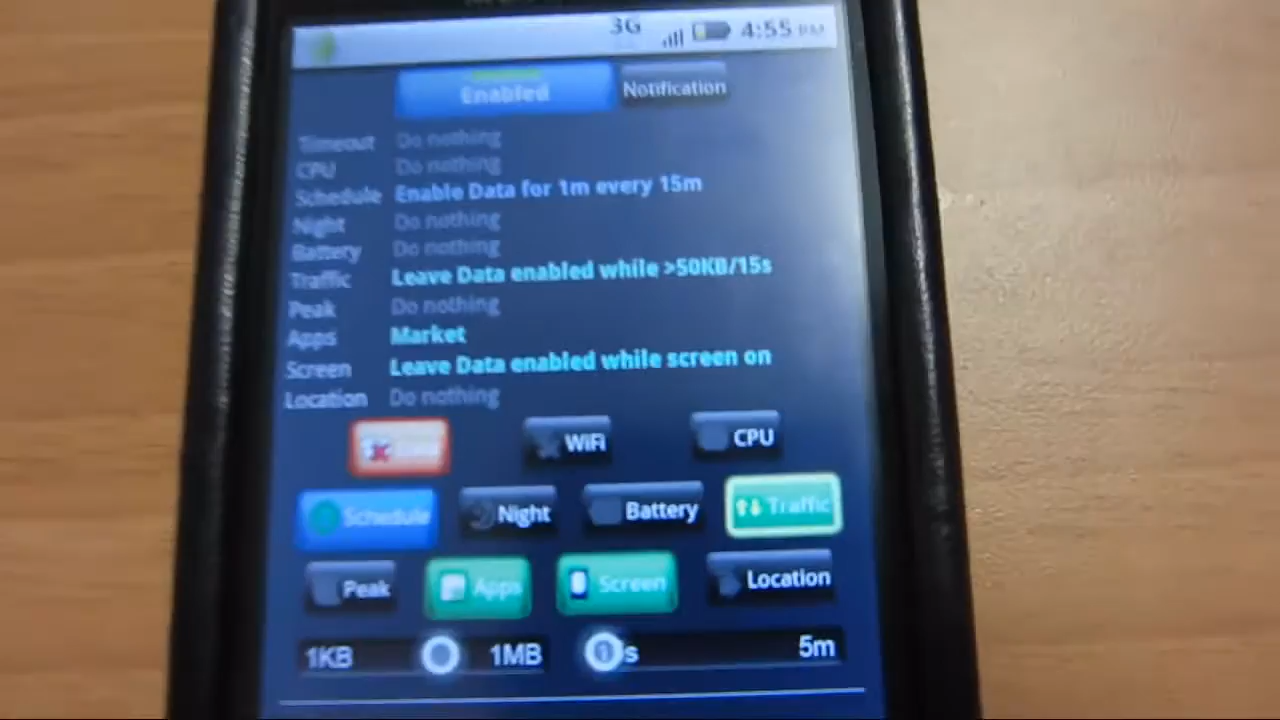 3G 4:55 PM
Enabled Notification
Timeout Do nothing
CPU Do nothing
Schedule Enable Data for 1m every 15m
Night Do nothing
Battery Do nothing
Traffic Leave Data enabled while >50KB/15s
Peak Do nothing
Apps Market
Screen Leave Data enabled while screen on
Location Do nothing
WiFi CPU
Schedule Night Battery Traffic
Peak Apps Screen Location
1KB 1MB s 5m